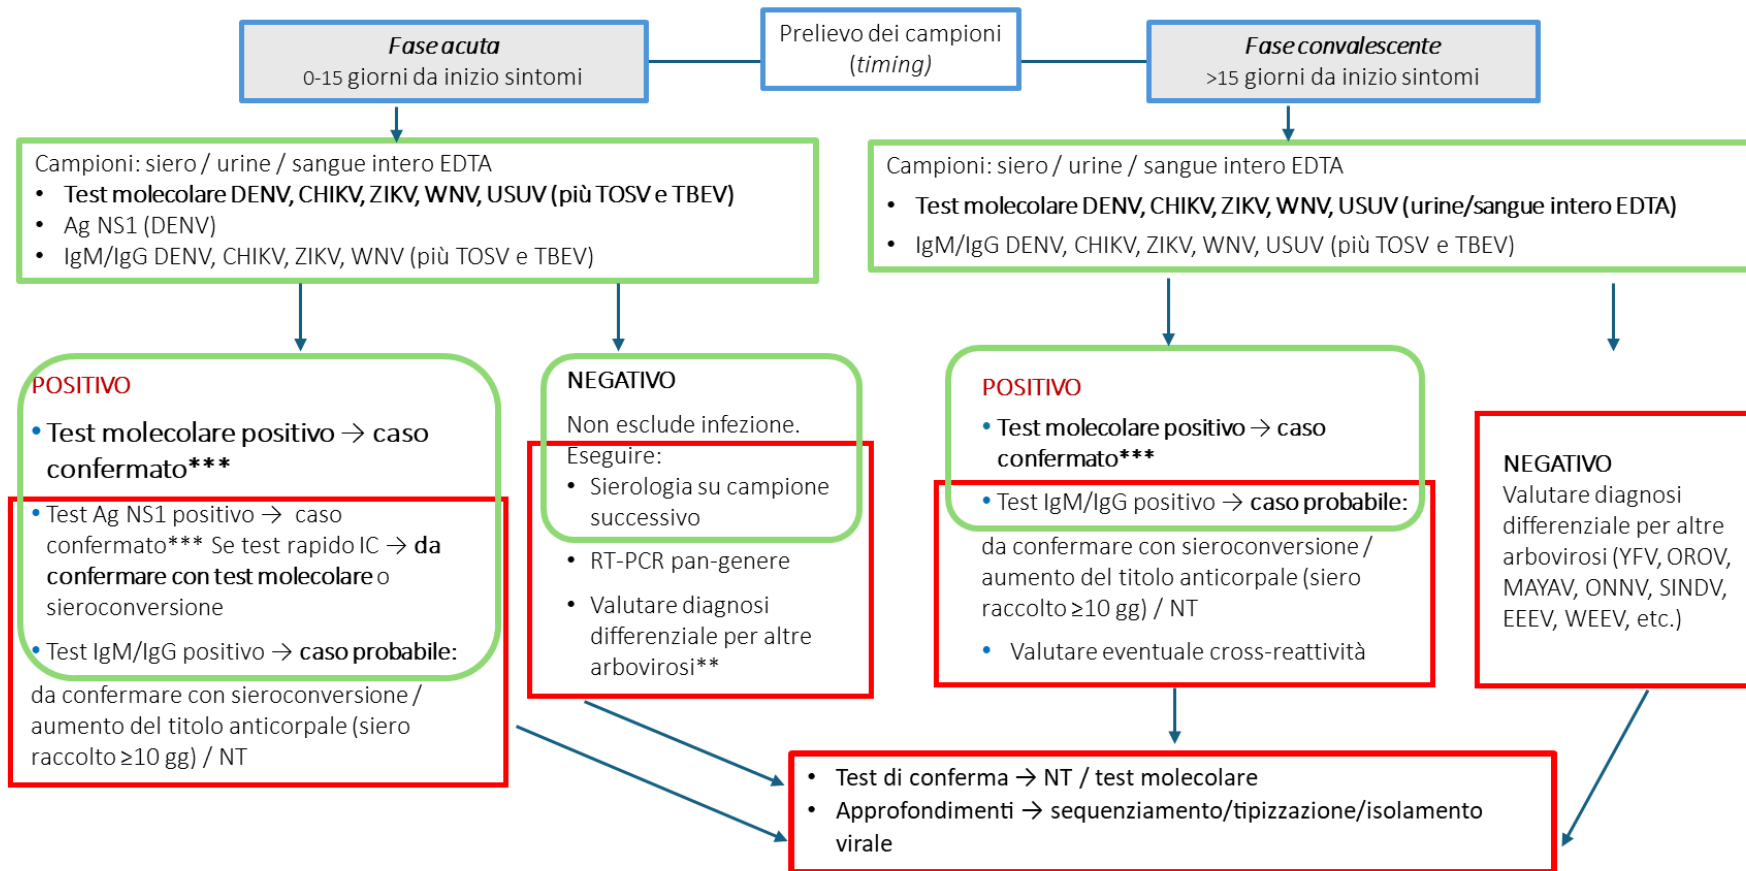 Fase acuta
0-15 giorni da inizio sintomi
Prelievo dei campioni
(timing)
Fase convalescente
>15 giorni da inizio sintomi
Campioni: siero / urine / sangue intero EDTA
• Test molecolare DENV, CHIKV, ZIKV, WNV, USUV (più TOSV e TBEV)
• Ag NS1 (DENV)
• IgM/IgG DENV, CHIKV, ZIKV, WNV (più TOSV e TBEV)
Campioni: siero / urine / sangue intero EDTA
• Test molecolare DENV, CHIKV, ZIKV, WNV, USUV (urine/sangue intero EDTA)
• IgM/IgG DENV, CHIKV, ZIKV, WNV, USUV (più TOSV e TBEV)
POSITIVO
• Test molecolare positivo → caso
confermato***
• Test Ag NS1 positivo → caso
confermato*** Se test rapido IC → da
confermare con test molecolare o
sieroconversione
• Test IgM/IgG positivo → caso probabile:
da confermare con sieroconversione /
aumento del titolo anticorpale (siero
raccolto ≥10 gg) / NT
NEGATIVO
Non esclude infezione.
Eseguire:
• Sierologia su campione
successivo
• RT-PCR pan-genere
• Valutare diagnosi
differenziale per altre
arbovirosi**
POSITIVO
• Test molecolare positivo → caso
confermato***
• Test IgM/IgG positivo → caso probabile:
da confermare con sieroconversione /
aumento del titolo anticorpale (siero
raccolto ≥10 gg) / NT
• Valutare eventuale cross-reattività
NEGATIVO
Valutare diagnosi
differenziale per altre
arbovirosi (YFV, OROV,
MAYAV, ONNV, SINDV,
EEEV, WEEV, etc.)
• Test di conferma → NT / test molecolare
• Approfondimenti → sequenziamento/tipizzazione/isolamento
virale